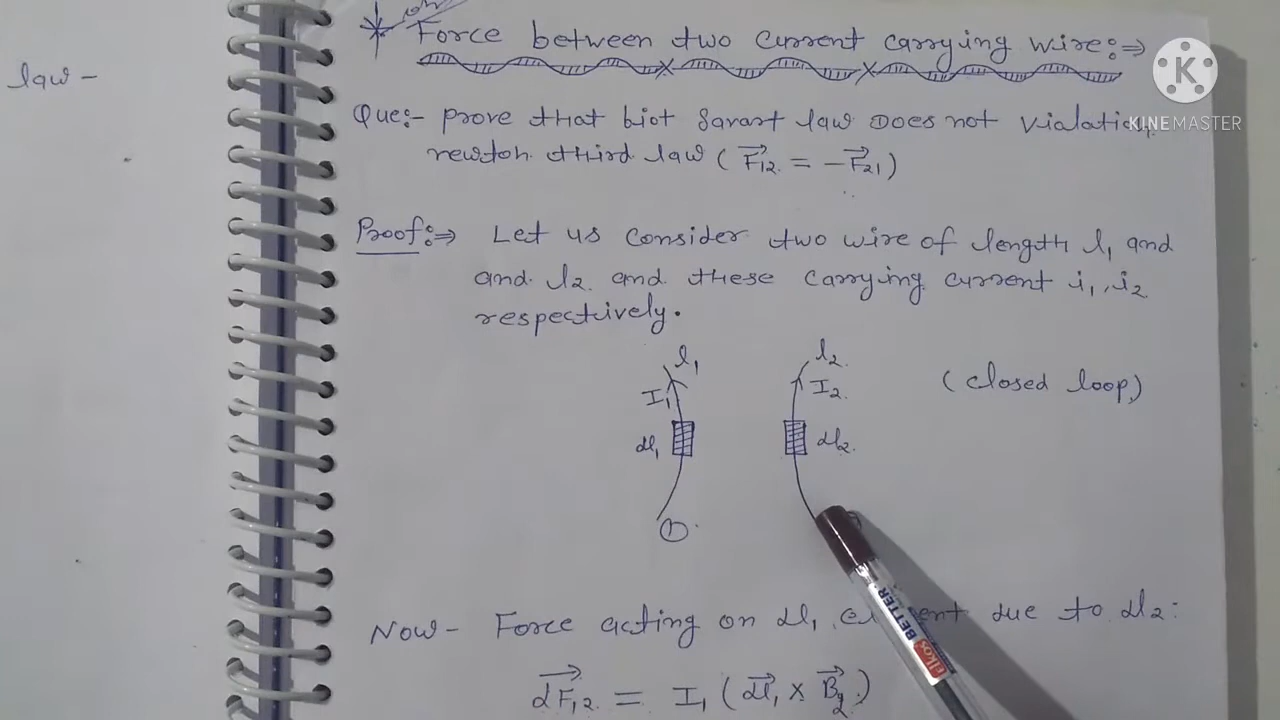 law -
Force between two current carrying wire:⇒
K
KINEMASTER
Que:- prove that biot savart law Does not
newton third law ( F⃗12 = -F⃗21 )
Proof:⇒ Let us consider two wire of length l1 and
and l2 and these carrying current i1, i2
respectively.
l1 l2
I1 I2 (closed loop)
dl1 dl2
1
Now - Force acting on dl1 due to dl2:
dF⃗12 = I1 ( dl⃗1 × B⃗2 )
elkos BETTER